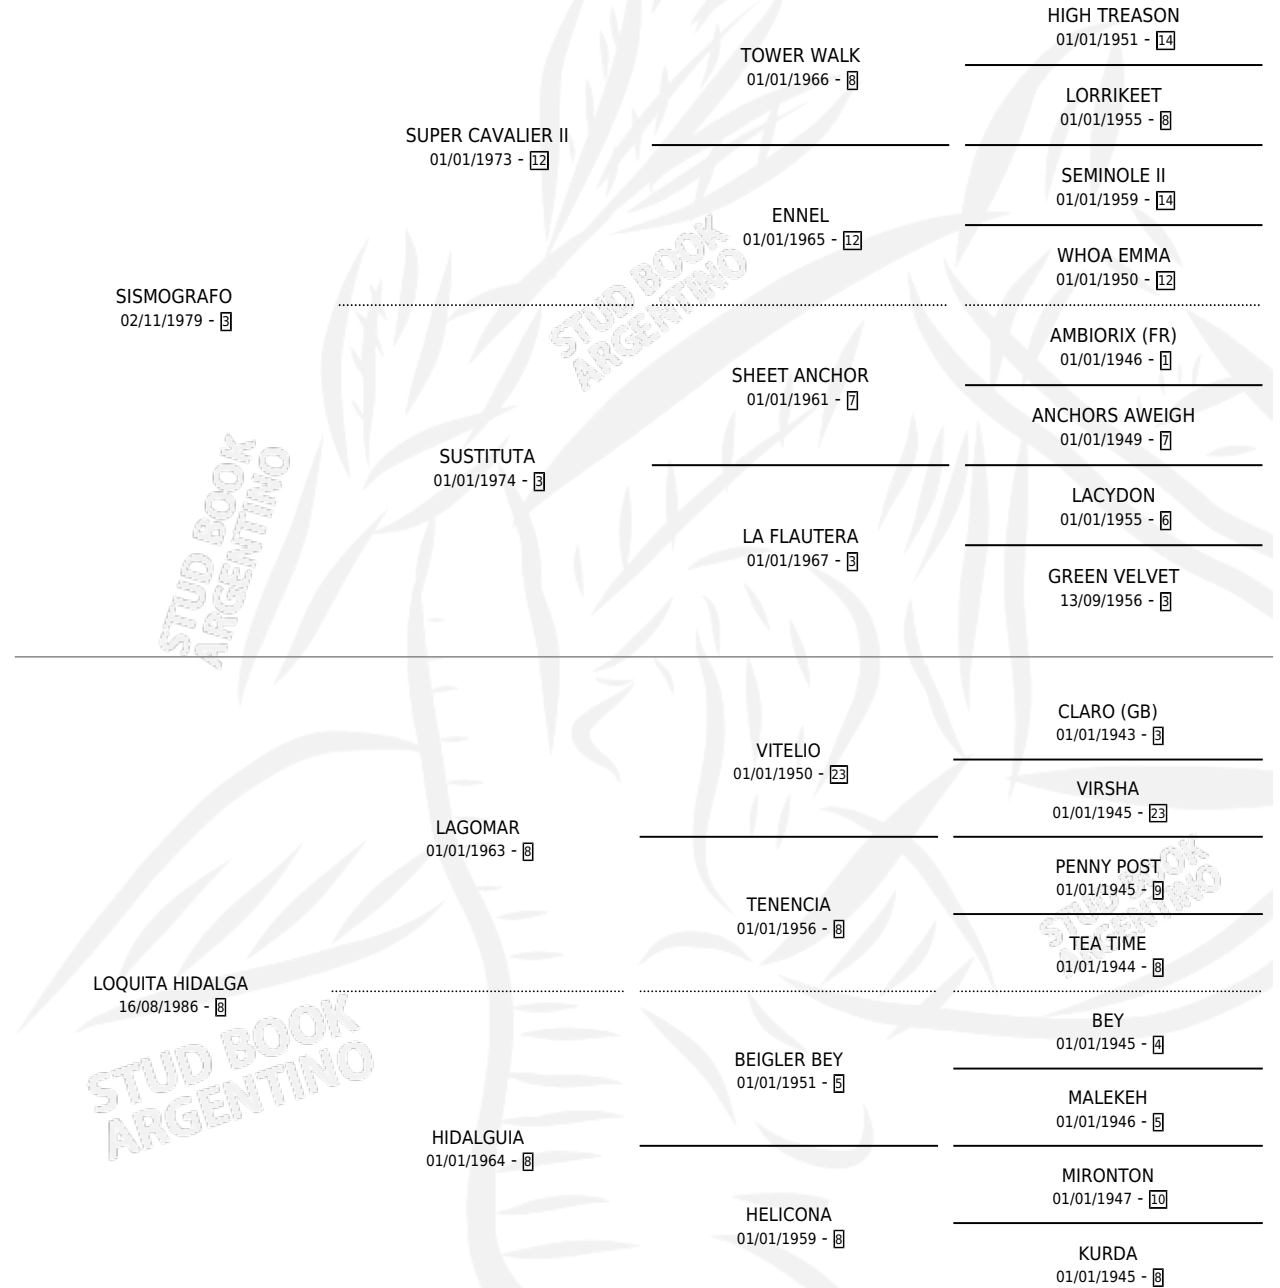 HIGH TREASON
01/01/1951 - 14
TOWER WALK
01/01/1966 - 8
LORRIKEET
01/01/1955 - 8
SUPER CAVALIER II
01/01/1973 - 12
SEMINOLE II
01/01/1959 - 14
ENNEL
01/01/1965 - 12
WHOA EMMA
01/01/1950 - 12
SISMOGRAFO
02/11/1979 - 3
STUD BOOK
ARGENTINO
AMBIORIX (FR)
01/01/1946 - 1
SHEET ANCHOR
01/01/1961 - 7
ANCHORS AWEIGH
01/01/1949 - 7
SUSTITUTA
01/01/1974 - 3
LACYDON
01/01/1955 - 6
LA FLAUTERA
01/01/1967 - 3
GREEN VELVET
13/09/1956 - 3
STUD BOOK
ARGENTINO
CLARO (GB)
01/01/1943 - 3
VITELIO
01/01/1950 - 23
VIRSHA
01/01/1945 - 23
LAGOMAR
01/01/1963 - 8
PENNY POST
01/01/1945 - 9
TENENCIA
01/01/1956 - 8
STUD BOOK
ARGENTINO
TEA TIME
01/01/1944 - 8
LOQUITA HIDALGA
16/08/1986 - 8
BEY
01/01/1945 - 4
BEIGLER BEY
01/01/1951 - 5
STUD BOOK
ARGENTINO
MALEKEH
01/01/1946 - 5
HIDALGUIA
01/01/1964 - 8
MIRONTON
01/01/1947 - 10
HELICONA
01/01/1959 - 8
KURDA
01/01/1945 - 8